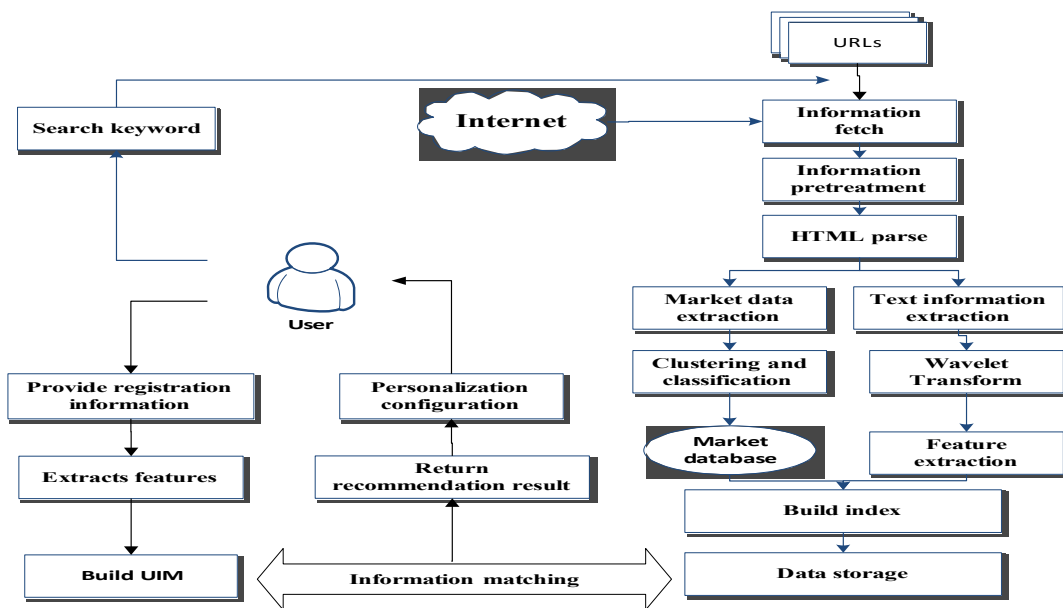 URLs
Search keyword
Internet
Information
fetch
Information
pretreatment
HTML parse
User
Market data
extraction
Text information
extraction
Provide registration
information
Personalization
configuration
Clustering and
classification
Wavelet
Transform
Extracts features
Return
recommendation result
Market
database
Feature
extraction
Build index
Build UIM
Information matching
Data storage